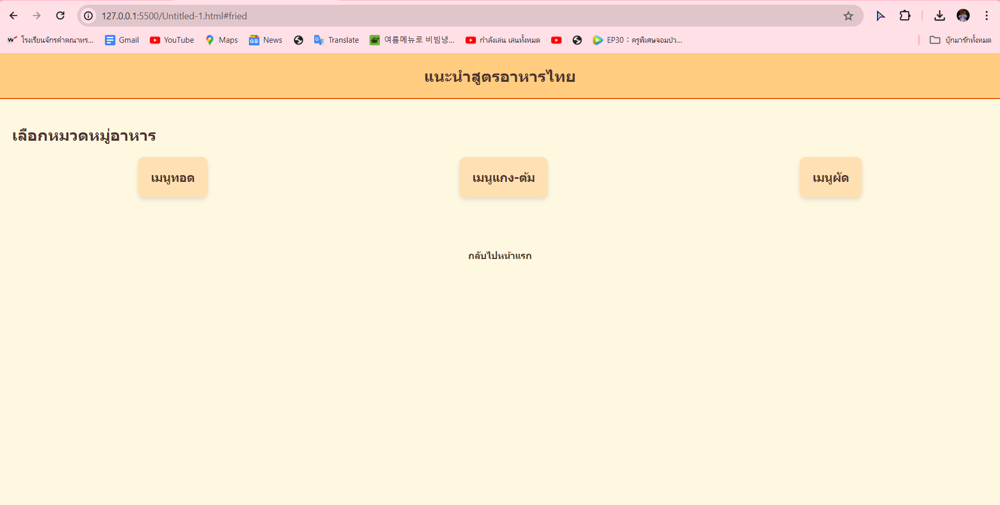 127.0.0.1:5500/Untitled-1.html#fried
โรงเรียนจักรคำคณาทร... Gmail YouTube Maps News Translate 여름메뉴로 비빔냉... กำลังเล่น เล่นทั้งหมด EP30 : ครูพิเศษจอมป่ว... บุ๊กมาร์กทั้งหมด
แนะนำสูตรอาหารไทย
เลือกหมวดหมู่อาหาร
เมนูทอด เมนูแกง-ต้ม เมนูผัด
กลับไปหน้าแรก